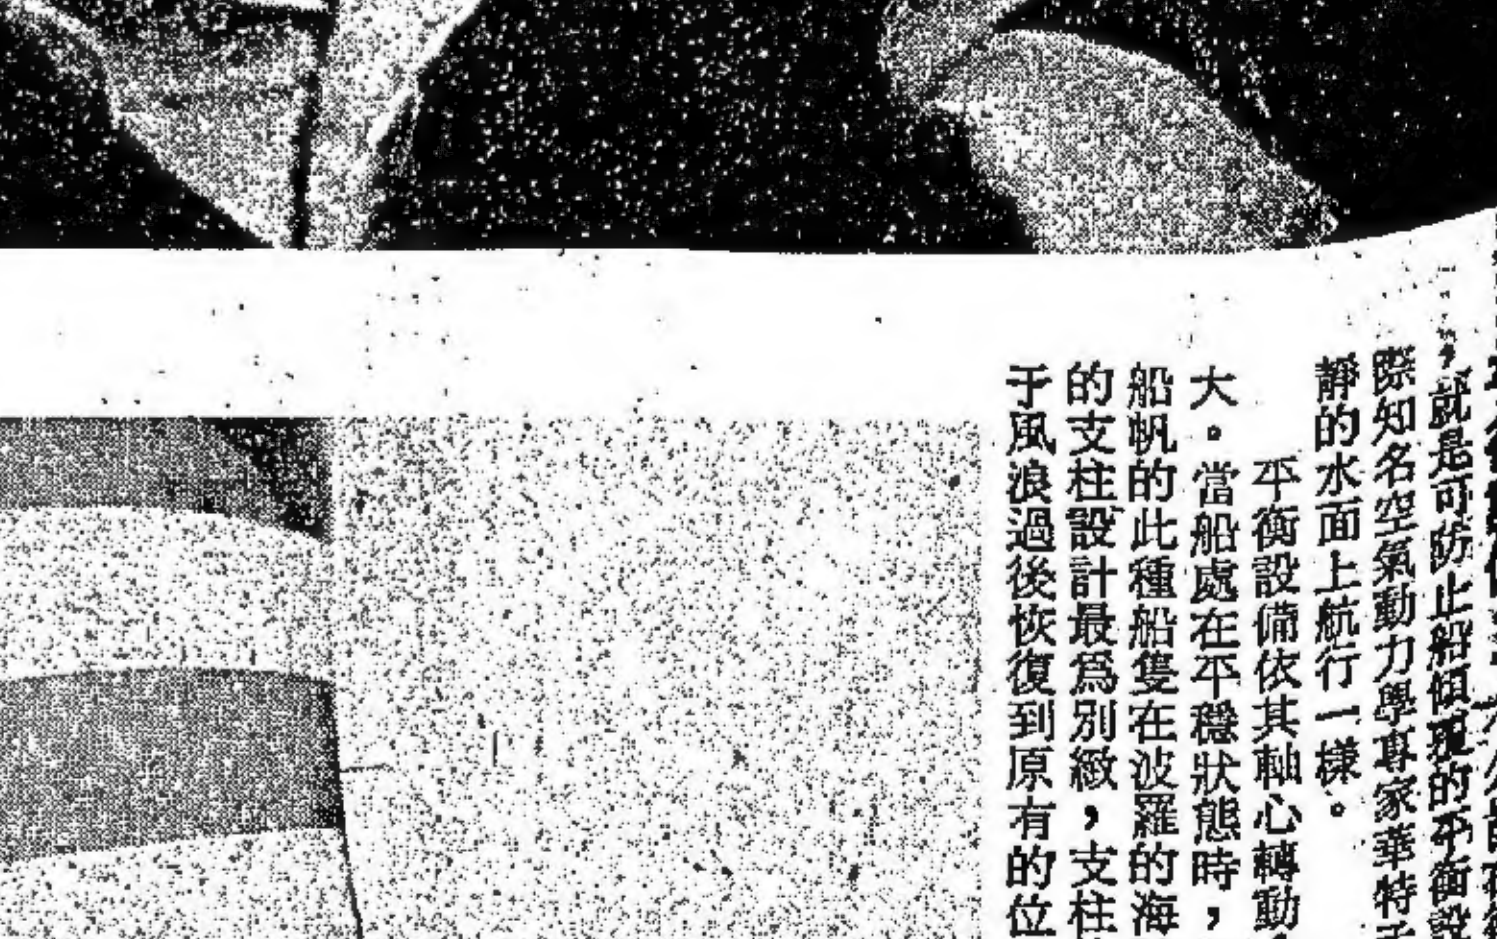 就是可防止船傾覆的平衡設
際知名空氣動力學專家華特
靜的水面上航行一樣。
平衡設備依其軸心轉動
大。當船處在平穩狀態時，
船帆的此種船隻在波羅的海
的支柱設計最爲別緻，支柱
于風浪過後恢復到原有的位